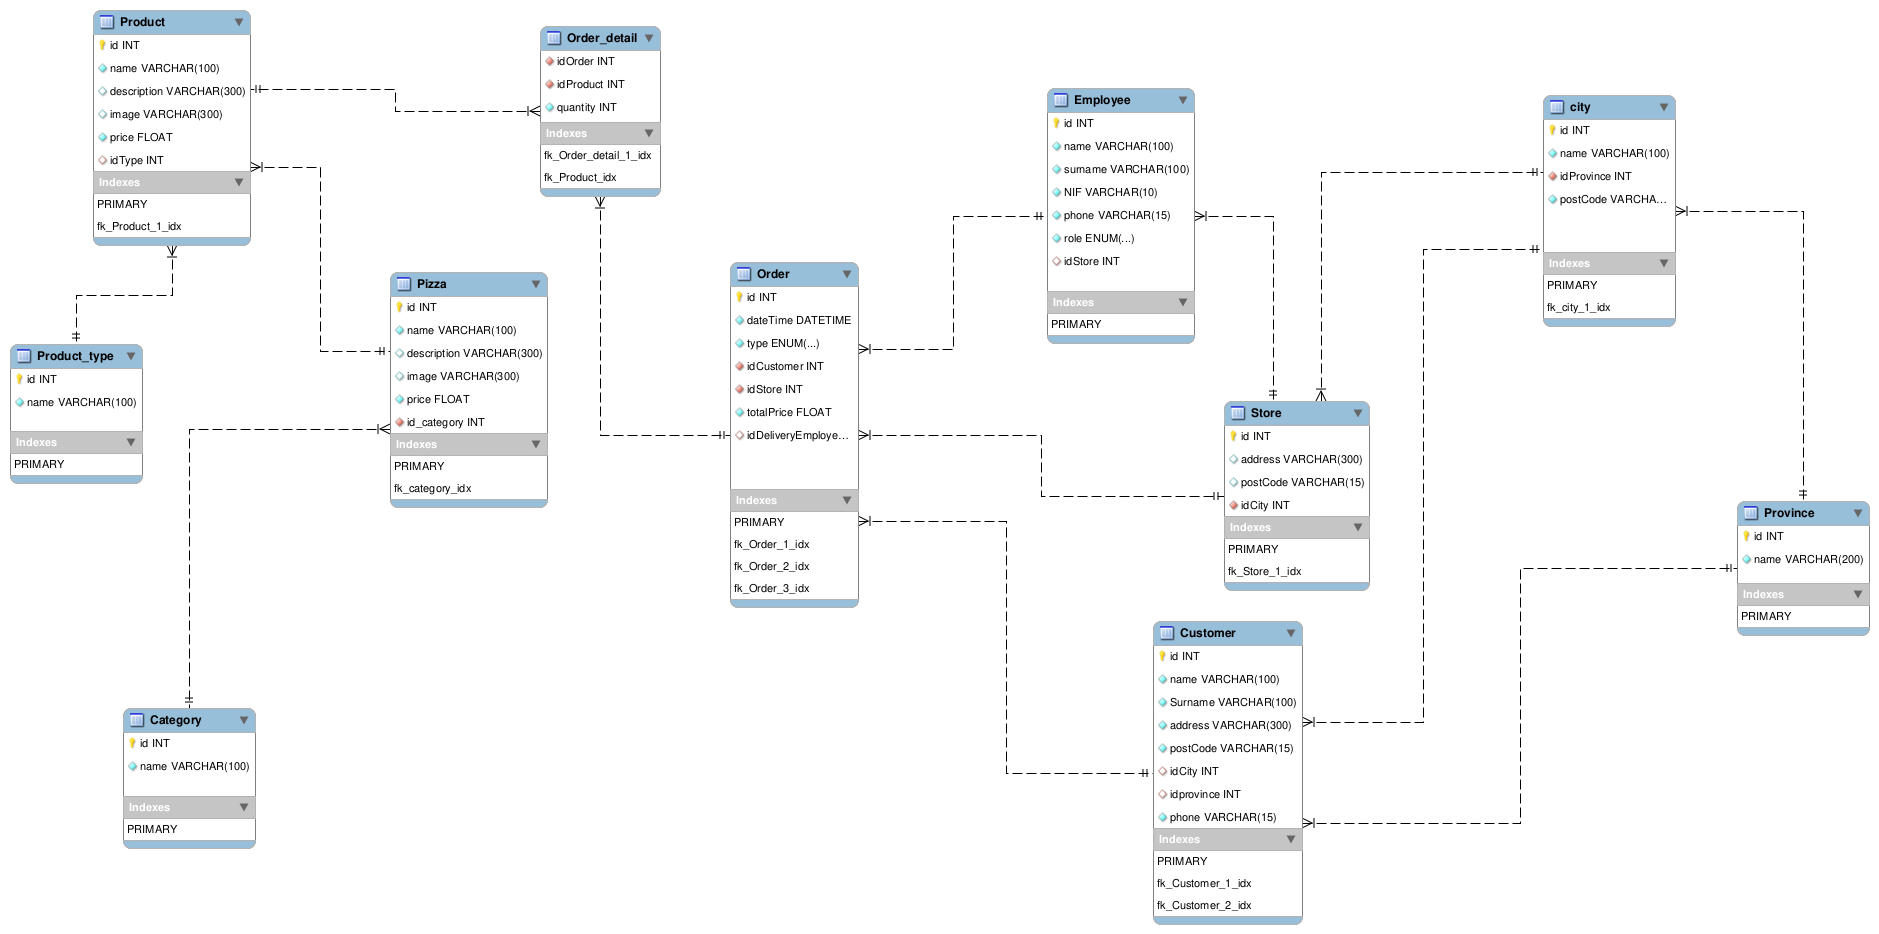 Product
id INT
name VARCHAR(100)
description VARCHAR(300)
image VARCHAR(300)
price FLOAT
idType INT
Indexes
PRIMARY
fk_Product_1_idx
Order_detail
idOrder INT
idProduct INT
quantity INT
Indexes
fk_Order_detail_1_idx
fk_Product_idx
Product_type
id INT
name VARCHAR(100)
Indexes
PRIMARY
Pizza
id INT
name VARCHAR(100)
description VARCHAR(300)
image VARCHAR(300)
price FLOAT
id_category INT
Indexes
PRIMARY
fk_category_idx
Category
id INT
name VARCHAR(100)
Indexes
PRIMARY
Order
id INT
dateTime DATETIME
type ENUM(...)
idCustomer INT
idStore INT
totalPrice FLOAT
idDeliveryEmploye...
Indexes
PRIMARY
fk_Order_1_idx
fk_Order_2_idx
fk_Order_3_idx
Employee
id INT
name VARCHAR(100)
surname VARCHAR(100)
NIF VARCHAR(10)
phone VARCHAR(15)
role ENUM(...)
idStore INT
Indexes
PRIMARY
city
id INT
name VARCHAR(100)
idProvince INT
postCode VARCHA...
Indexes
PRIMARY
fk_city_1_idx
Store
id INT
address VARCHAR(300)
postCode VARCHAR(15)
idCity INT
Indexes
PRIMARY
fk_Store_1_idx
Province
id INT
name VARCHAR(200)
Indexes
PRIMARY
Customer
id INT
name VARCHAR(100)
Surname VARCHAR(100)
address VARCHAR(300)
postCode VARCHAR(15)
idCity INT
idprovince INT
phone VARCHAR(15)
Indexes
PRIMARY
fk_Customer_1_idx
fk_Customer_2_idx